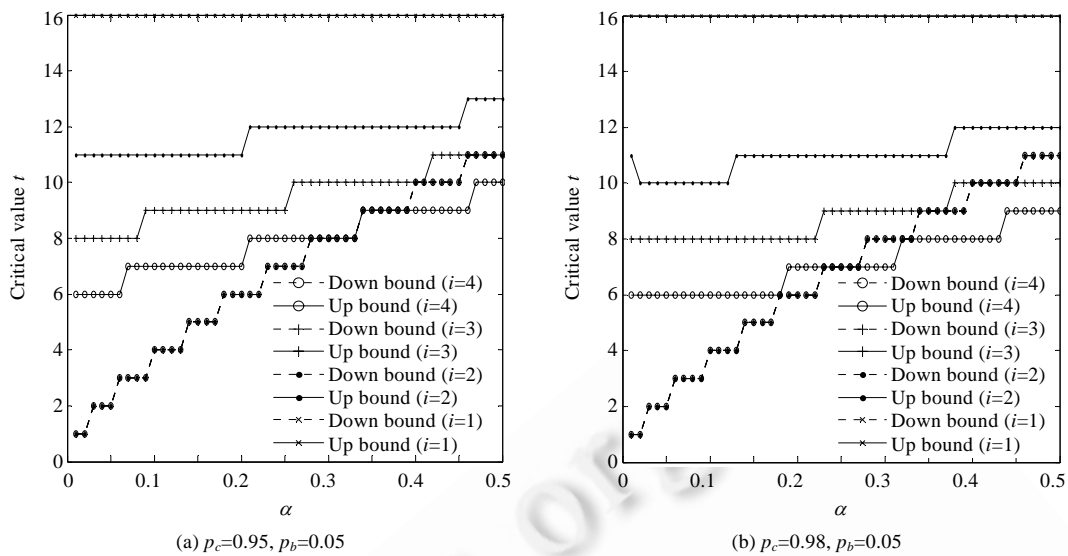 16
14
12
10
8
6
4
2
0
Critical value t
Down bound (i=4)
Up bound (i=4)
Down bound (i=3)
Up bound (i=3)
Down bound (i=2)
Up bound (i=2)
Down bound (i=1)
Up bound (i=1)
0 0.1 0.2 0.3 0.4 0.5
α
(a) pc=0.95, pb=0.05
16
14
12
10
8
6
4
2
0
Critical value t
Down bound (i=4)
Up bound (i=4)
Down bound (i=3)
Up bound (i=3)
Down bound (i=2)
Up bound (i=2)
Down bound (i=1)
Up bound (i=1)
0 0.1 0.2 0.3 0.4 0.5
α
(b) pc=0.98, pb=0.05